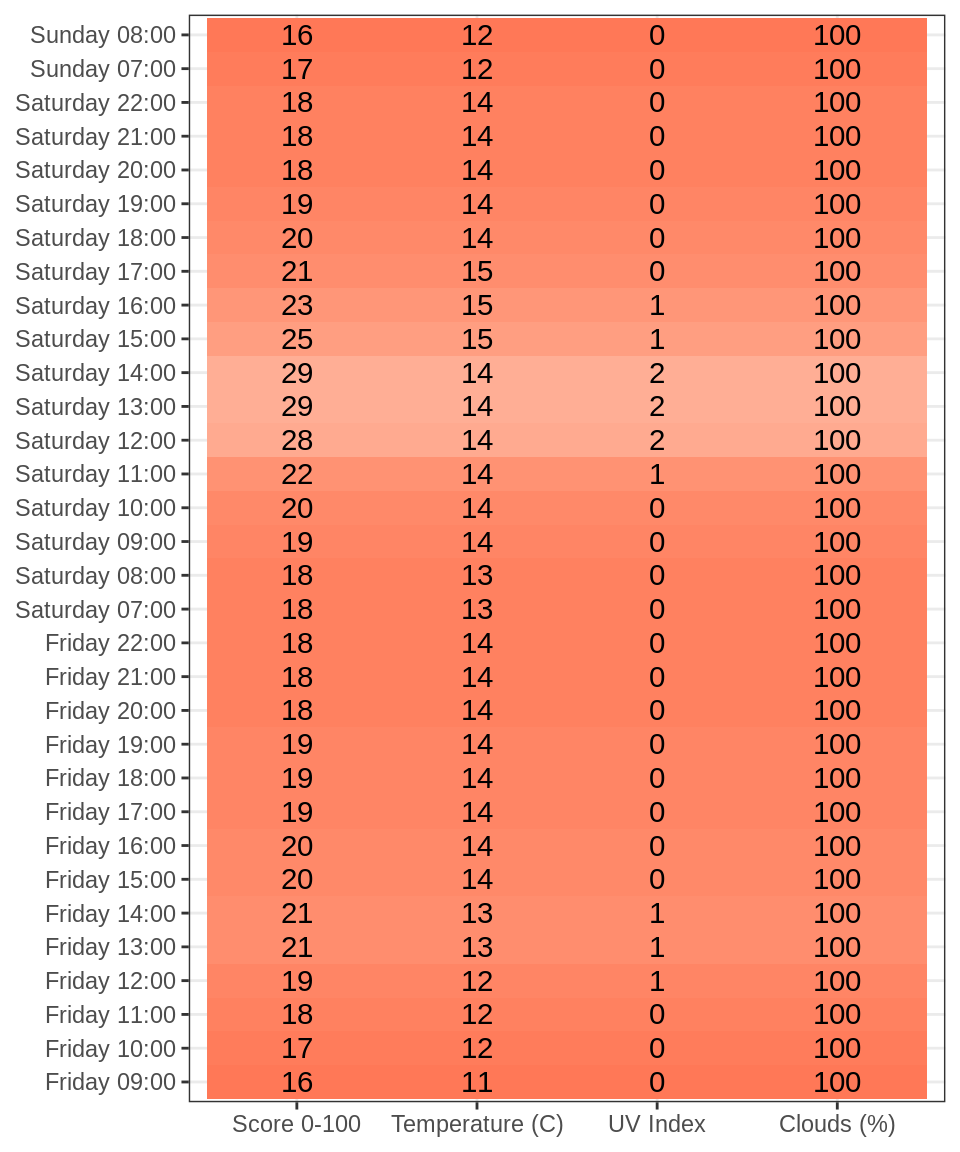 Sunday 08:00 16 12 0 100
Sunday 07:00 17 12 0 100
Saturday 22:00 18 14 0 100
Saturday 21:00 18 14 0 100
Saturday 20:00 18 14 0 100
Saturday 19:00 19 14 0 100
Saturday 18:00 20 14 0 100
Saturday 17:00 21 15 0 100
Saturday 16:00 23 15 1 100
Saturday 15:00 25 15 1 100
Saturday 14:00 29 14 2 100
Saturday 13:00 29 14 2 100
Saturday 12:00 28 14 2 100
Saturday 11:00 22 14 1 100
Saturday 10:00 20 14 0 100
Saturday 09:00 19 14 0 100
Saturday 08:00 18 13 0 100
Saturday 07:00 18 13 0 100
Friday 22:00 18 14 0 100
Friday 21:00 18 14 0 100
Friday 20:00 18 14 0 100
Friday 19:00 19 14 0 100
Friday 18:00 19 14 0 100
Friday 17:00 19 14 0 100
Friday 16:00 20 14 0 100
Friday 15:00 20 14 0 100
Friday 14:00 21 13 1 100
Friday 13:00 21 13 1 100
Friday 12:00 19 12 1 100
Friday 11:00 18 12 0 100
Friday 10:00 17 12 0 100
Friday 09:00 16 11 0 100
Score 0-100 Temperature (C) UV Index Clouds (%)